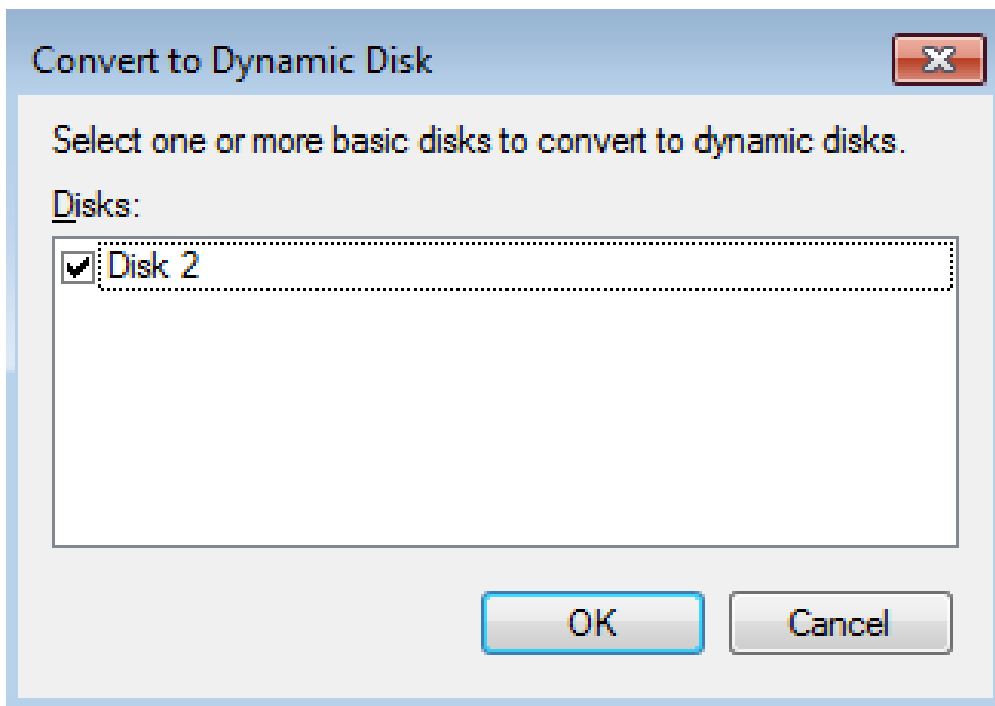 Convert to Dynamic Disk
Select one or more basic disks to convert to dynamic disks.
Disks:
Disk 2
OK
Cancel